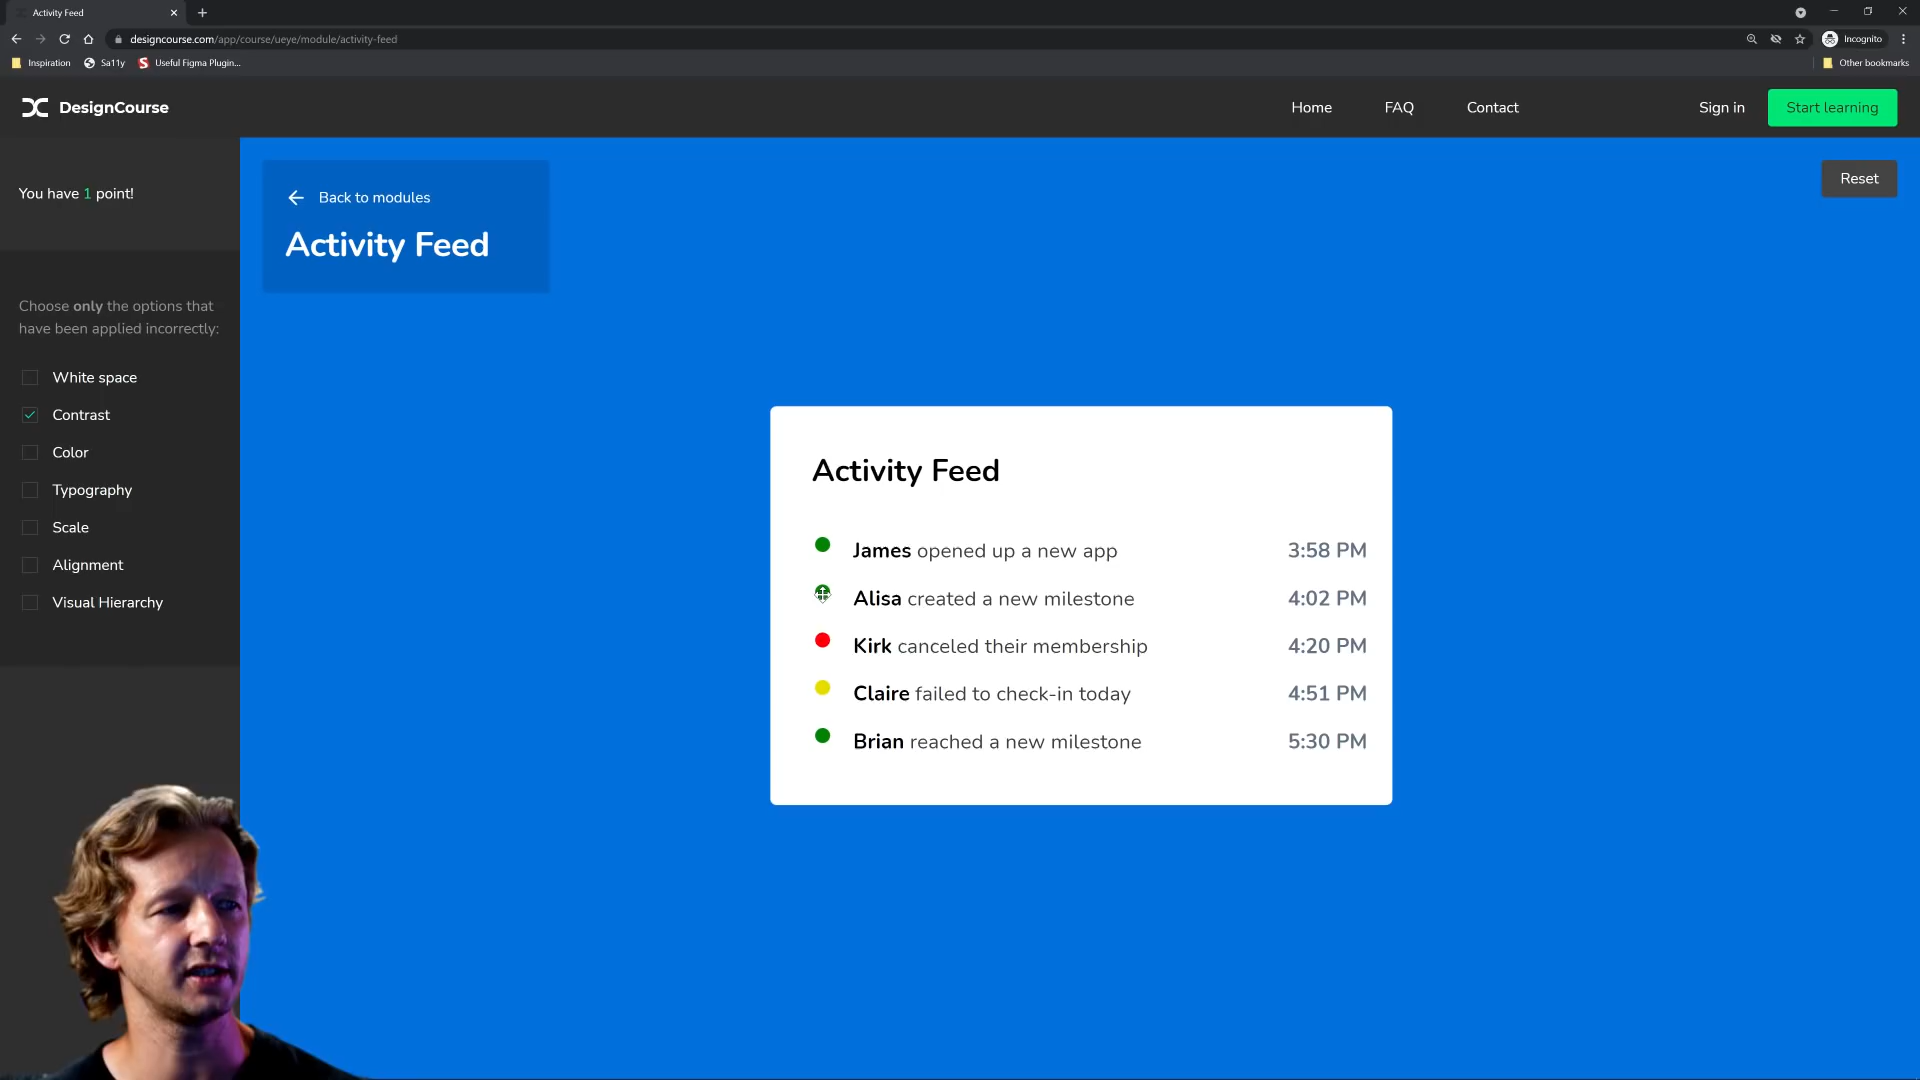 Activity Feed
designcourse.com/app/course/ueye/module/activity-feed
Incognito
Inspiration
Sa11y
Useful Figma Plugin...
Other bookmarks
DesignCourse
Home
FAQ
Contact
Sign in
Start learning
You have 1 point!
Choose only the options that
have been applied incorrectly:
White space
Contrast
Color
Typography
Scale
Alignment
Visual Hierarchy
Back to modules
Activity Feed
Reset
Activity Feed
James opened up a new app 3:58 PM
Alisa created a new milestone 4:02 PM
Kirk canceled their membership 4:20 PM
Claire failed to check-in today 4:51 PM
Brian reached a new milestone 5:30 PM